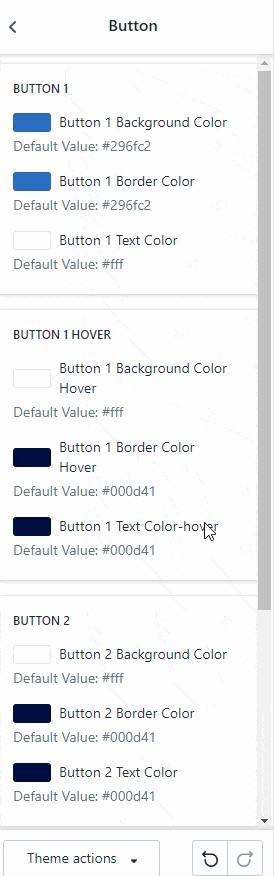 Button
BUTTON 1
Button 1 Background Color
Default Value: #296fc2
Button 1 Border Color
Default Value: #296fc2
Button 1 Text Color
Default Value: #fff
BUTTON 1 HOVER
Button 1 Background Color
Hover
Default Value: #fff
Button 1 Border Color
Hover
Default Value: #000d41
Button 1 Text Color-hover
Default Value: #000d41
BUTTON 2
Button 2 Background Color
Default Value: #fff
Button 2 Border Color
Default Value: #000d41
Button 2 Text Color
Default Value: #000d41
Theme actions